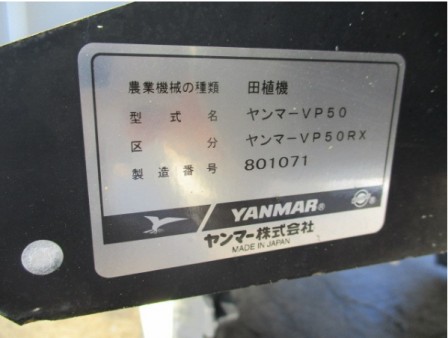 農業機械の種類 田植機
型式名 ヤンマーVP50
区分 ヤンマーVP50RX
製造番号 801071
YANMAR®
ヤンマー株式会社
MADE IN JAPAN